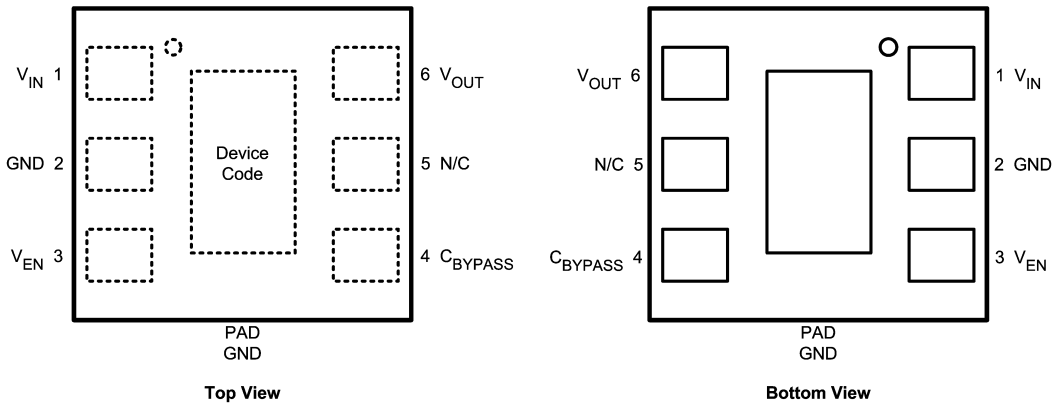 V_IN 1
6 V_OUT
GND 2
Device
Code
5 N/C
V_EN 3
4 C_BYPASS
PAD
GND
Top View
V_OUT 6
1 V_IN
N/C 5
2 GND
C_BYPASS 4
3 V_EN
PAD
GND
Bottom View